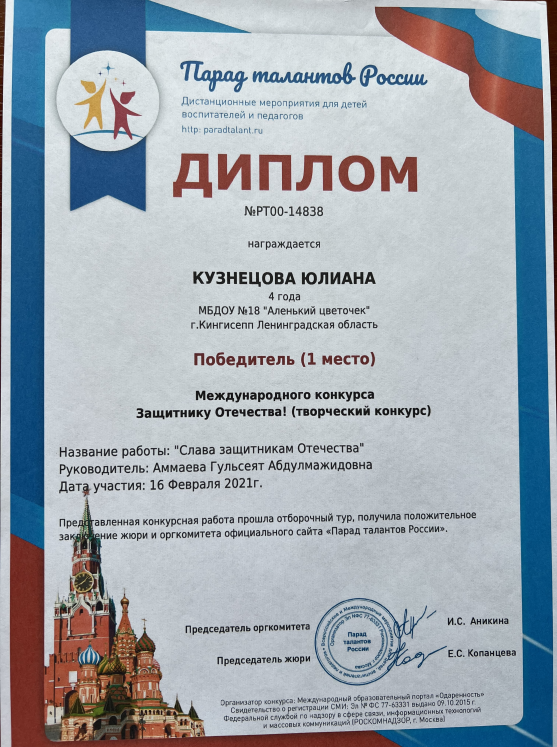 Парад талантов России
Дистанционные мероприятия для детей
воспитателей и педагогов
http: paradtalant.ru
ДИПЛОМ
№РТ00-14838
награждается
КУЗНЕЦОВА ЮЛИАНА
4 года
МБДОУ №18 "Аленький цветочек"
г.Кингисепп Ленинградская область
Победитель (1 место)
Международного конкурса
Защитнику Отечества! (творческий конкурс)
Название работы: "Слава защитникам Отечества"
Руководитель: Аммаева Гульсеят Абдулмажидовна
Дата участия: 16 Февраля 2021г.
Представленная конкурсная работа прошла отборочный тур, получила положительное
заключение жюри и оргкомитета официального сайта «Парад талантов России».
Председатель оргкомитета
И.С. Аникина
Парад
талантов
России
Председатель жюри
Е.С. Копанцева
Организатор конкурса: Международный образовательный портал «Одаренность»
Свидетельство о регистрации СМИ: Эл № ФС 77-63331 выдано 09.10.2015 г.
Федеральной службой по надзору в сфере связи, информационных технологий
и массовых коммуникаций (РОСКОМНАДЗОР, г. Москва)